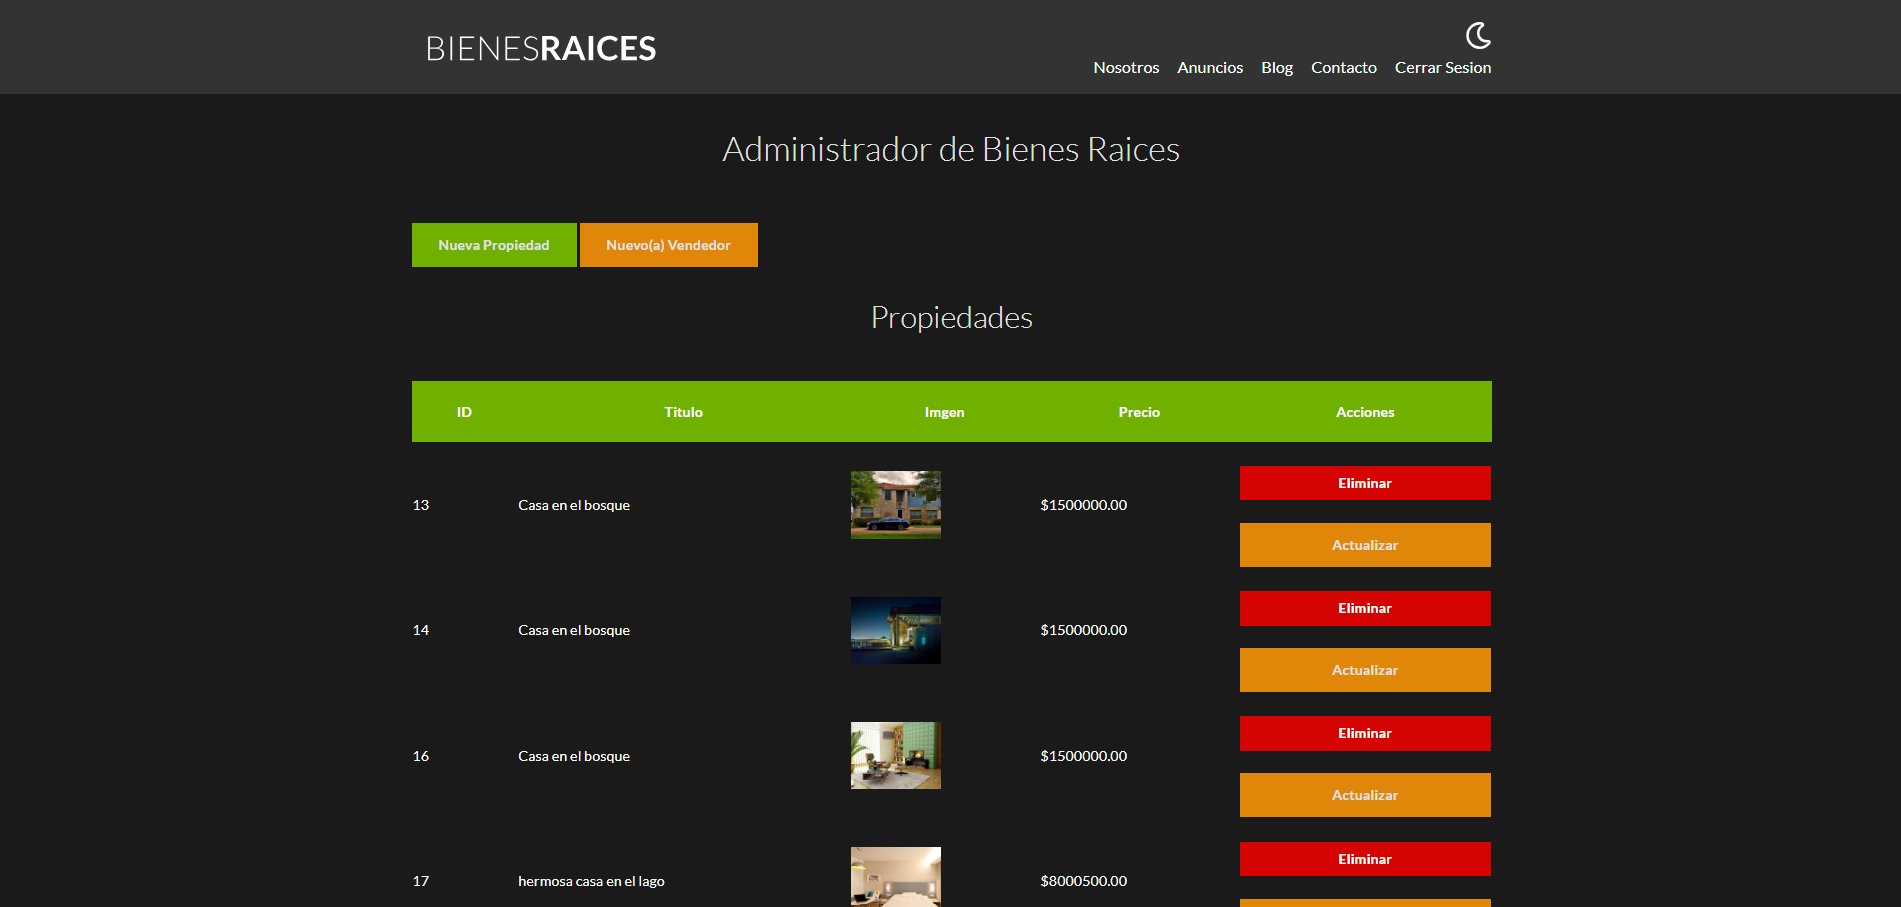 BIENESRAICES
Nosotros Anuncios Blog Contacto Cerrar Sesion
Administrador de Bienes Raices
Nueva Propiedad Nuevo(a) Vendedor
Propiedades
ID Titulo Imgen Precio Acciones
13 Casa en el bosque $1500000.00 Eliminar
Actualizar
14 Casa en el bosque $1500000.00 Eliminar
Actualizar
16 Casa en el bosque $1500000.00 Eliminar
Actualizar
17 hermosa casa en el lago $8000500.00 Eliminar